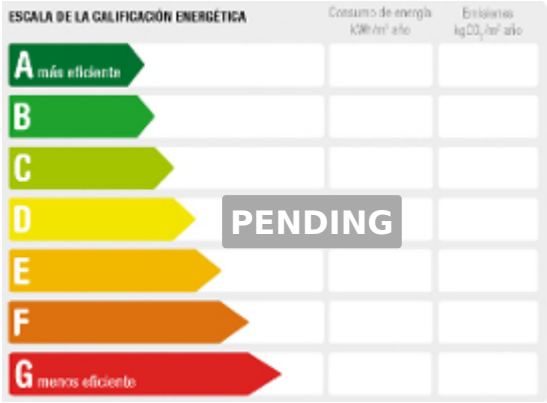 ESCALA DE LA CALIFICACIÓN ENERGÉTICA
Consumo de energía
kWh/m² año
Emisiones
kgCO₂/m² año
A más eficiente
B
C
D
PENDING
E
F
G menos eficiente